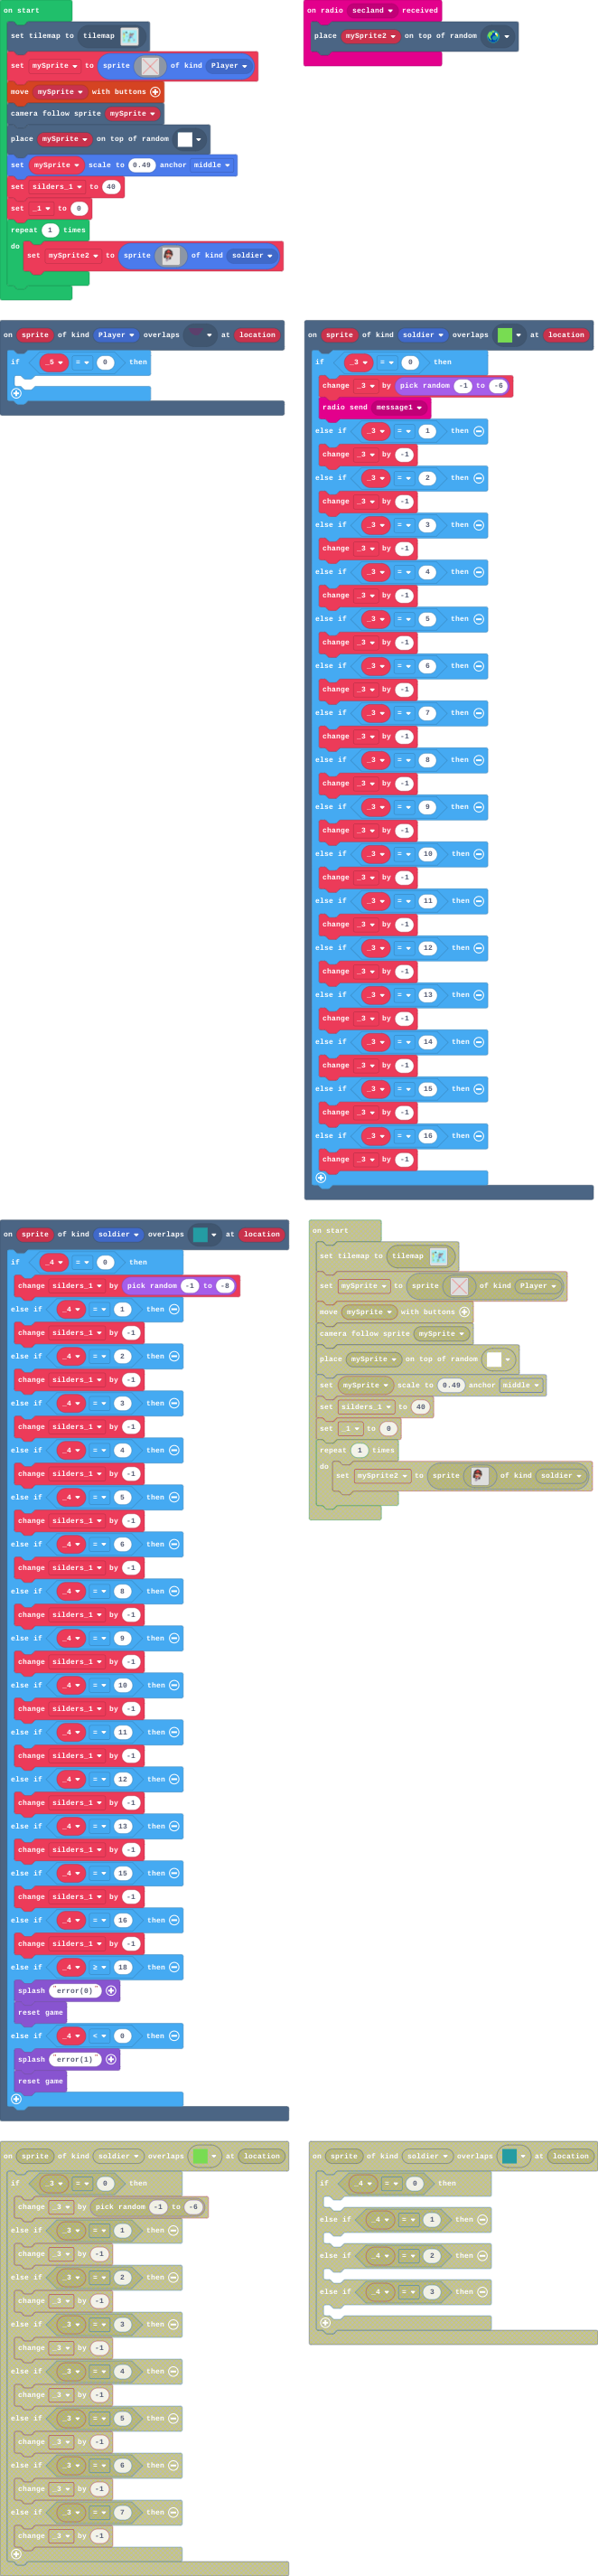 on start
set tilemap to tilemap
set mySprite to sprite of kind Player
move mySprite with buttons
camera follow sprite mySprite
place mySprite on top of random
set mySprite scale to 0.49 anchor middle
set silders_1 to 40
set _1 to 0
repeat 1 times
do
set mySprite2 to sprite of kind soldier
on radio secland received
place mySprite2 on top of random
on sprite of kind Player overlaps at location
if _5 = 0 then
on sprite of kind soldier overlaps at location
if _3 = 0 then
change _3 by pick random -1 to -6
radio send message1
else if _3 = 1 then
change _3 by -1
else if _3 = 2 then
change _3 by -1
else if _3 = 3 then
change _3 by -1
else if _3 = 4 then
change _3 by -1
else if _3 = 5 then
change _3 by -1
else if _3 = 6 then
change _3 by -1
else if _3 = 7 then
change _3 by -1
else if _3 = 8 then
change _3 by -1
else if _3 = 9 then
change _3 by -1
else if _3 = 10 then
change _3 by -1
else if _3 = 11 then
change _3 by -1
else if _3 = 12 then
change _3 by -1
else if _3 = 13 then
change _3 by -1
else if _3 = 14 then
change _3 by -1
else if _3 = 15 then
change _3 by -1
else if _3 = 16 then
change _3 by -1
on sprite of kind soldier overlaps at location
if _4 = 0 then
change silders_1 by pick random -1 to -8
else if _4 = 1 then
change silders_1 by -1
else if _4 = 2 then
change silders_1 by -1
else if _4 = 3 then
change silders_1 by -1
else if _4 = 4 then
change silders_1 by -1
else if _4 = 5 then
change silders_1 by -1
else if _4 = 6 then
change silders_1 by -1
else if _4 = 8 then
change silders_1 by -1
else if _4 = 9 then
change silders_1 by -1
else if _4 = 10 then
change silders_1 by -1
else if _4 = 11 then
change silders_1 by -1
else if _4 = 12 then
change silders_1 by -1
else if _4 = 13 then
change silders_1 by -1
else if _4 = 15 then
change silders_1 by -1
else if _4 = 16 then
change silders_1 by -1
else if _4 ≥ 18 then
splash "error(0)"
reset game
else if _4 < 0 then
splash "error(1)"
reset game
on start
set tilemap to tilemap
set mySprite to sprite of kind Player
move mySprite with buttons
camera follow sprite mySprite
place mySprite on top of random
set mySprite scale to 0.49 anchor middle
set silders_1 to 40
set _1 to 0
repeat 1 times
do
set mySprite2 to sprite of kind soldier
on sprite of kind soldier overlaps at location
if _3 = 0 then
change _3 by pick random -1 to -6
else if _3 = 1 then
change _3 by -1
else if _3 = 2 then
change _3 by -1
else if _3 = 3 then
change _3 by -1
else if _3 = 4 then
change _3 by -1
else if _3 = 5 then
change _3 by -1
else if _3 = 6 then
change _3 by -1
else if _3 = 7 then
change _3 by -1
on sprite of kind soldier overlaps at location
if _4 = 0 then
else if _4 = 1 then
else if _4 = 2 then
else if _4 = 3 then